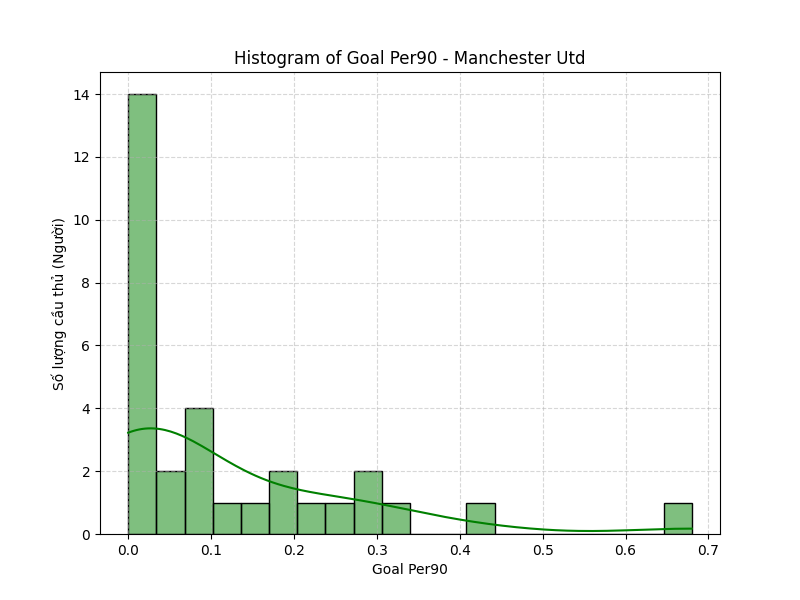 Histogram of Goal Per90 - Manchester Utd
Số lượng cầu thủ (Người)
14
12
10
8
6
4
2
0
0.0 0.1 0.2 0.3 0.4 0.5 0.6 0.7
Goal Per90